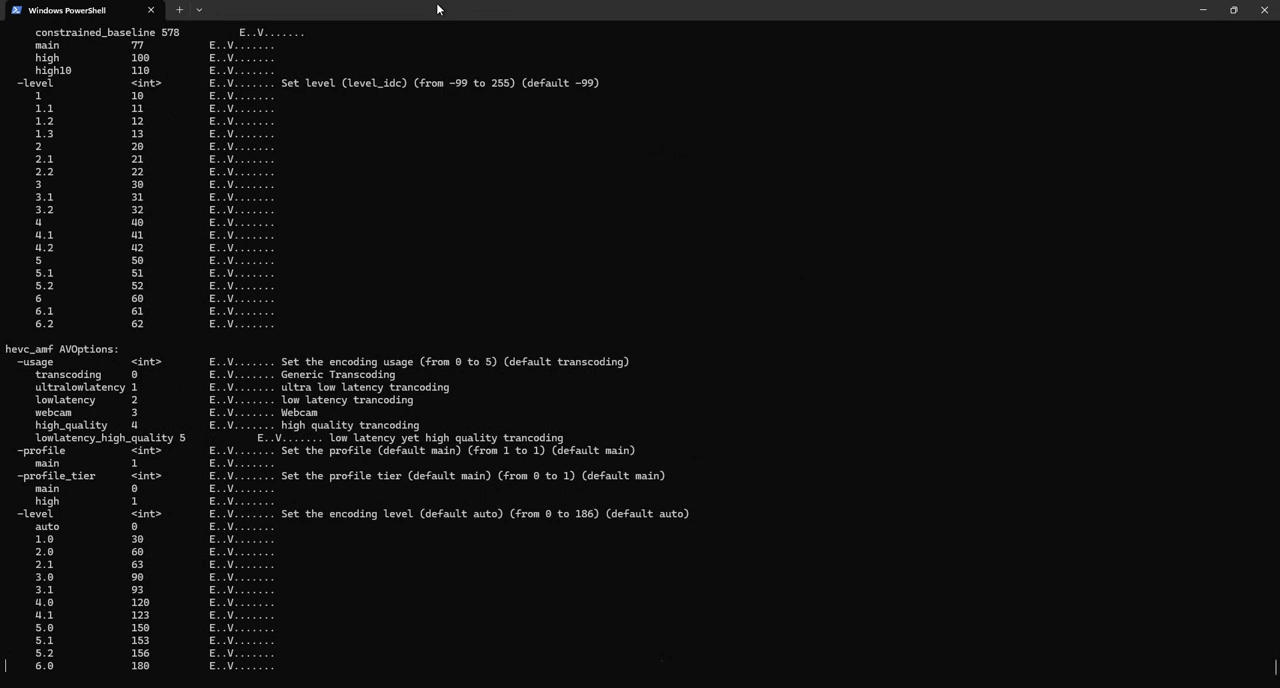 Windows PowerShell
constrained_baseline 578 E..V.......
main 77 E..V.......
high 100 E..V.......
high10 110 E..V.......
-level <int> E..V....... Set level (level_idc) (from -99 to 255) (default -99)
1 10 E..V.......
1.1 11 E..V.......
1.2 12 E..V.......
1.3 13 E..V.......
2 20 E..V.......
2.1 21 E..V.......
2.2 22 E..V.......
3 30 E..V.......
3.1 31 E..V.......
3.2 32 E..V.......
4 40 E..V.......
4.1 41 E..V.......
4.2 42 E..V.......
5 50 E..V.......
5.1 51 E..V.......
5.2 52 E..V.......
6 60 E..V.......
6.1 61 E..V.......
6.2 62 E..V.......
hevc_amf AVOptions:
-usage <int> E..V....... Set the encoding usage (from 0 to 5) (default transcoding)
transcoding 0 E..V....... Generic Transcoding
ultralowlatency 1 E..V....... ultra low latency trancoding
lowlatency 2 E..V....... low latency trancoding
webcam 3 E..V....... Webcam
high_quality 4 E..V....... high quality trancoding
lowlatency_high_quality 5 E..V....... low latency yet high quality trancoding
-profile <int> E..V....... Set the profile (default main) (from 1 to 1) (default main)
main 1 E..V.......
-profile_tier <int> E..V....... Set the profile tier (default main) (from 0 to 1) (default main)
main 0 E..V.......
high 1 E..V.......
-level <int> E..V....... Set the encoding level (default auto) (from 0 to 186) (default auto)
auto 0 E..V.......
1.0 30 E..V.......
2.0 60 E..V.......
2.1 63 E..V.......
3.0 90 E..V.......
3.1 93 E..V.......
4.0 120 E..V.......
4.1 123 E..V.......
5.0 150 E..V.......
5.1 153 E..V.......
5.2 156 E..V.......
6.0 180 E..V.......